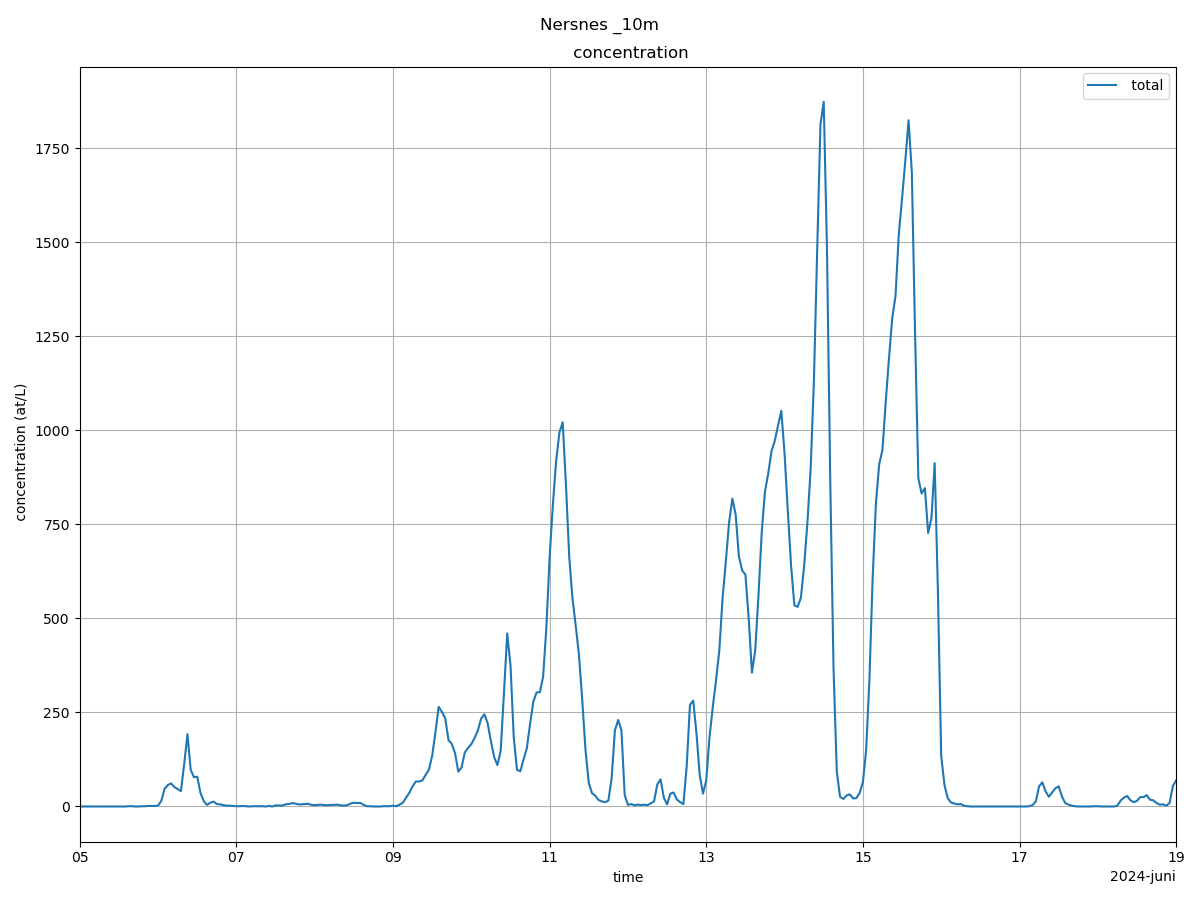 Nersnes _10m
concentration
total
1750
1500
1250
1000
750
500
250
0
concentration (at/L)
05 07 09 11 13 15 17 19
time
2024-juni